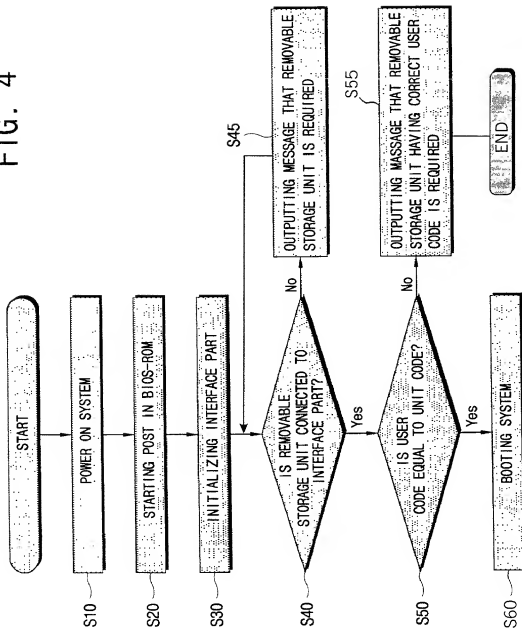 FIG. 4
START
S10
POWER ON SYSTEM
S20
STARTING POST IN BIOS-ROM
S30
INITIALIZING INTERFACE PART
S40
IS REMOVABLE
STORAGE UNIT CONNECTED TO
INTERFACE PART?
No
Yes
S45
OUTPUTTING MESSAGE THAT REMOVABLE
STORAGE UNIT IS REQUIRED
S50
IS USER
CODE EQUAL TO UNIT CODE?
No
Yes
S55
OUTPUTTING MASSAGE THAT REMOVABLE
STORAGE UNIT HAVING CORRECT USER
CODE IS REQUIRED
END
S60
BOOTING SYSTEM